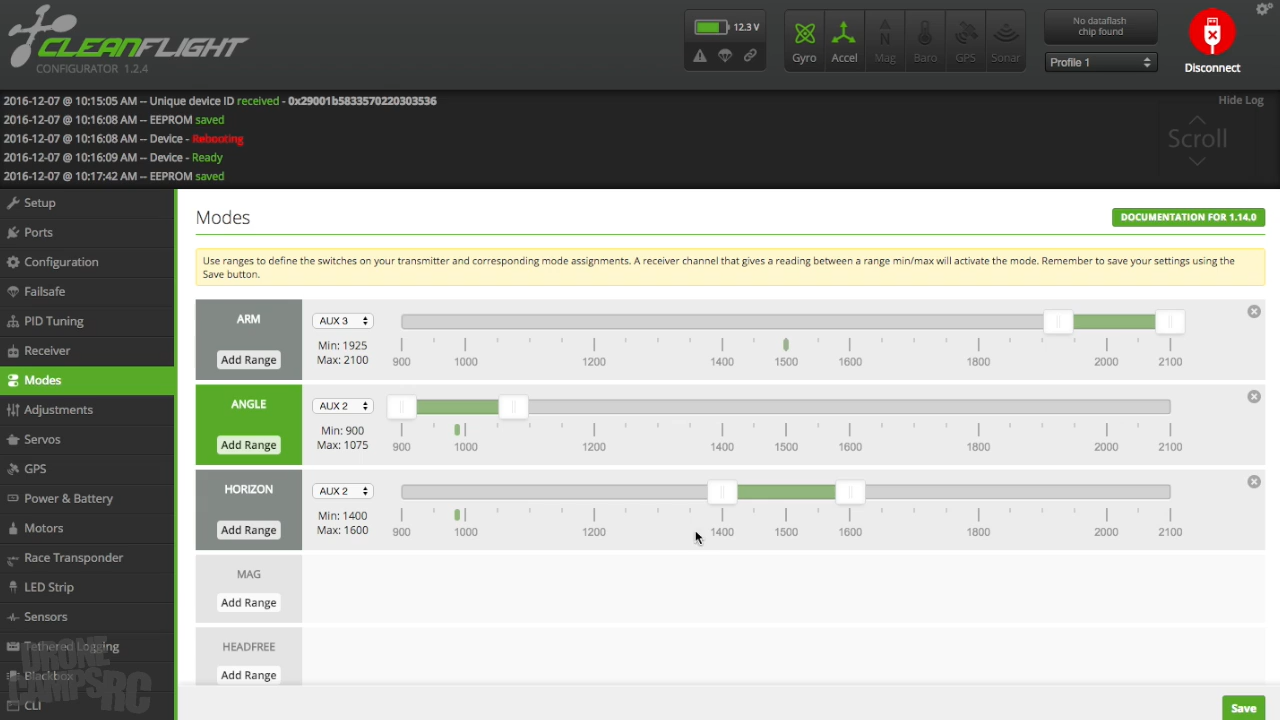 CLEANFLIGHT
CONFIGURATOR 1.2.4
12.3 V
Gyro Accel Mag Baro GPS Sonar
No dataflash
chip found
Profile 1
Disconnect
2016-12-07 @ 10:15:05 AM -- Unique device ID received - 0x29001b5833570220303536
2016-12-07 @ 10:16:08 AM -- EEPROM saved
2016-12-07 @ 10:16:08 AM -- Device - Rebooting
2016-12-07 @ 10:16:09 AM -- Device - Ready
2016-12-07 @ 10:17:42 AM -- EEPROM saved
Hide Log
Scroll
Setup
Ports
Configuration
Failsafe
PID Tuning
Receiver
Modes
Adjustments
Servos
GPS
Power & Battery
Motors
Race Transponder
LED Strip
Sensors
Tethered Logging
Blackbox
CLI
DRONE
CAMPSRC
Modes
DOCUMENTATION FOR 1.14.0
Use ranges to define the switches on your transmitter and corresponding mode assignments. A receiver channel that gives a reading between a range min/max will activate the mode. Remember to save your settings using the
Save button.
ARM
Add Range
AUX 3
Min: 1925
Max: 2100
900 1000 1200 1400 1500 1600 1800 2000 2100
ANGLE
Add Range
AUX 2
Min: 900
Max: 1075
900 1000 1200 1400 1500 1600 1800 2000 2100
HORIZON
Add Range
AUX 2
Min: 1400
Max: 1600
900 1000 1200 1400 1500 1600 1800 2000 2100
MAG
Add Range
HEADFREE
Add Range
Save